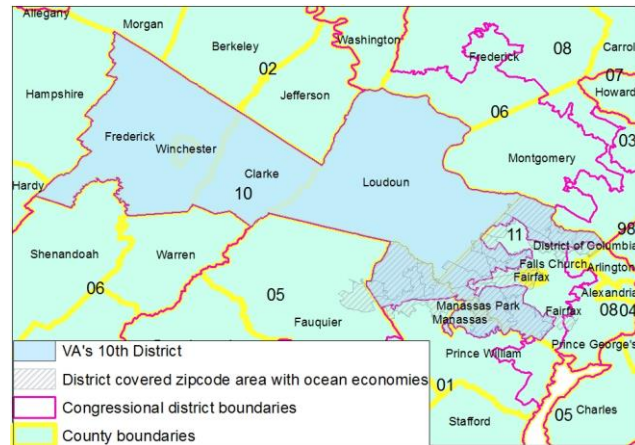 Allegany
Morgan
Berkeley
Washington
Frederick
08
Carrol
07
02
Howard
Hampshire
Jefferson
06
03
Frederick
Winchester
Montgomery
Clarke
Loudoun
10
Hardy
11
98
District of Columbia
Shenandoah
Warren
Falls Church
Arlington
Fairfax
Alexandria
06
05
Manassas Park
Fairfax
0804
Fauquier
Manassas
Prince George's
Prince William
01
Stafford
05
Charles
VA's 10th District
District covered zipcode area with ocean economies
Congressional district boundaries
County boundaries